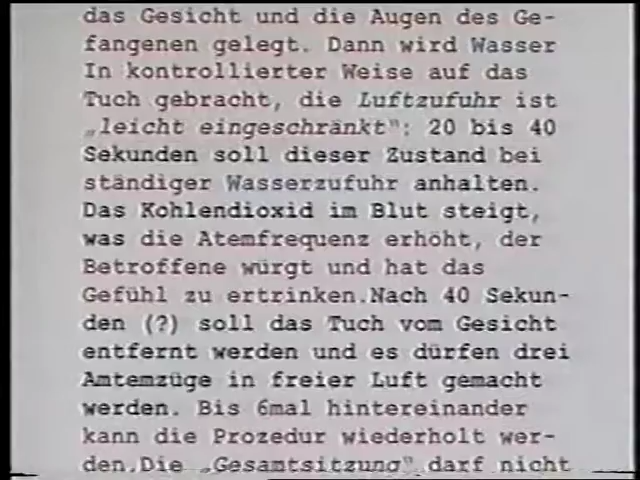 das Gesicht und die Augen des Ge-
fangenen gelegt. Dann wird Wasser
In kontrollierter Weise auf das
Tuch gebracht, die Luftzufuhr ist
„leicht eingeschränkt": 20 bis 40
Sekunden soll dieser Zustand bei
ständiger Wasserzufuhr anhalten.
Das Kohlendioxid im Blut steigt,
was die Atemfrequenz erhöht, der
Betroffene würgt und hat das
Gefühl zu ertrinken.Nach 40 Sekun-
den (?) soll das Tuch vom Gesicht
entfernt werden und es dürfen drei
Amtemzüge in freier Luft gemacht
werden. Bis 6mal hintereinander
kann die Prozedur wiederholt wer-
den.Die „Gesamtsitzung" darf nicht